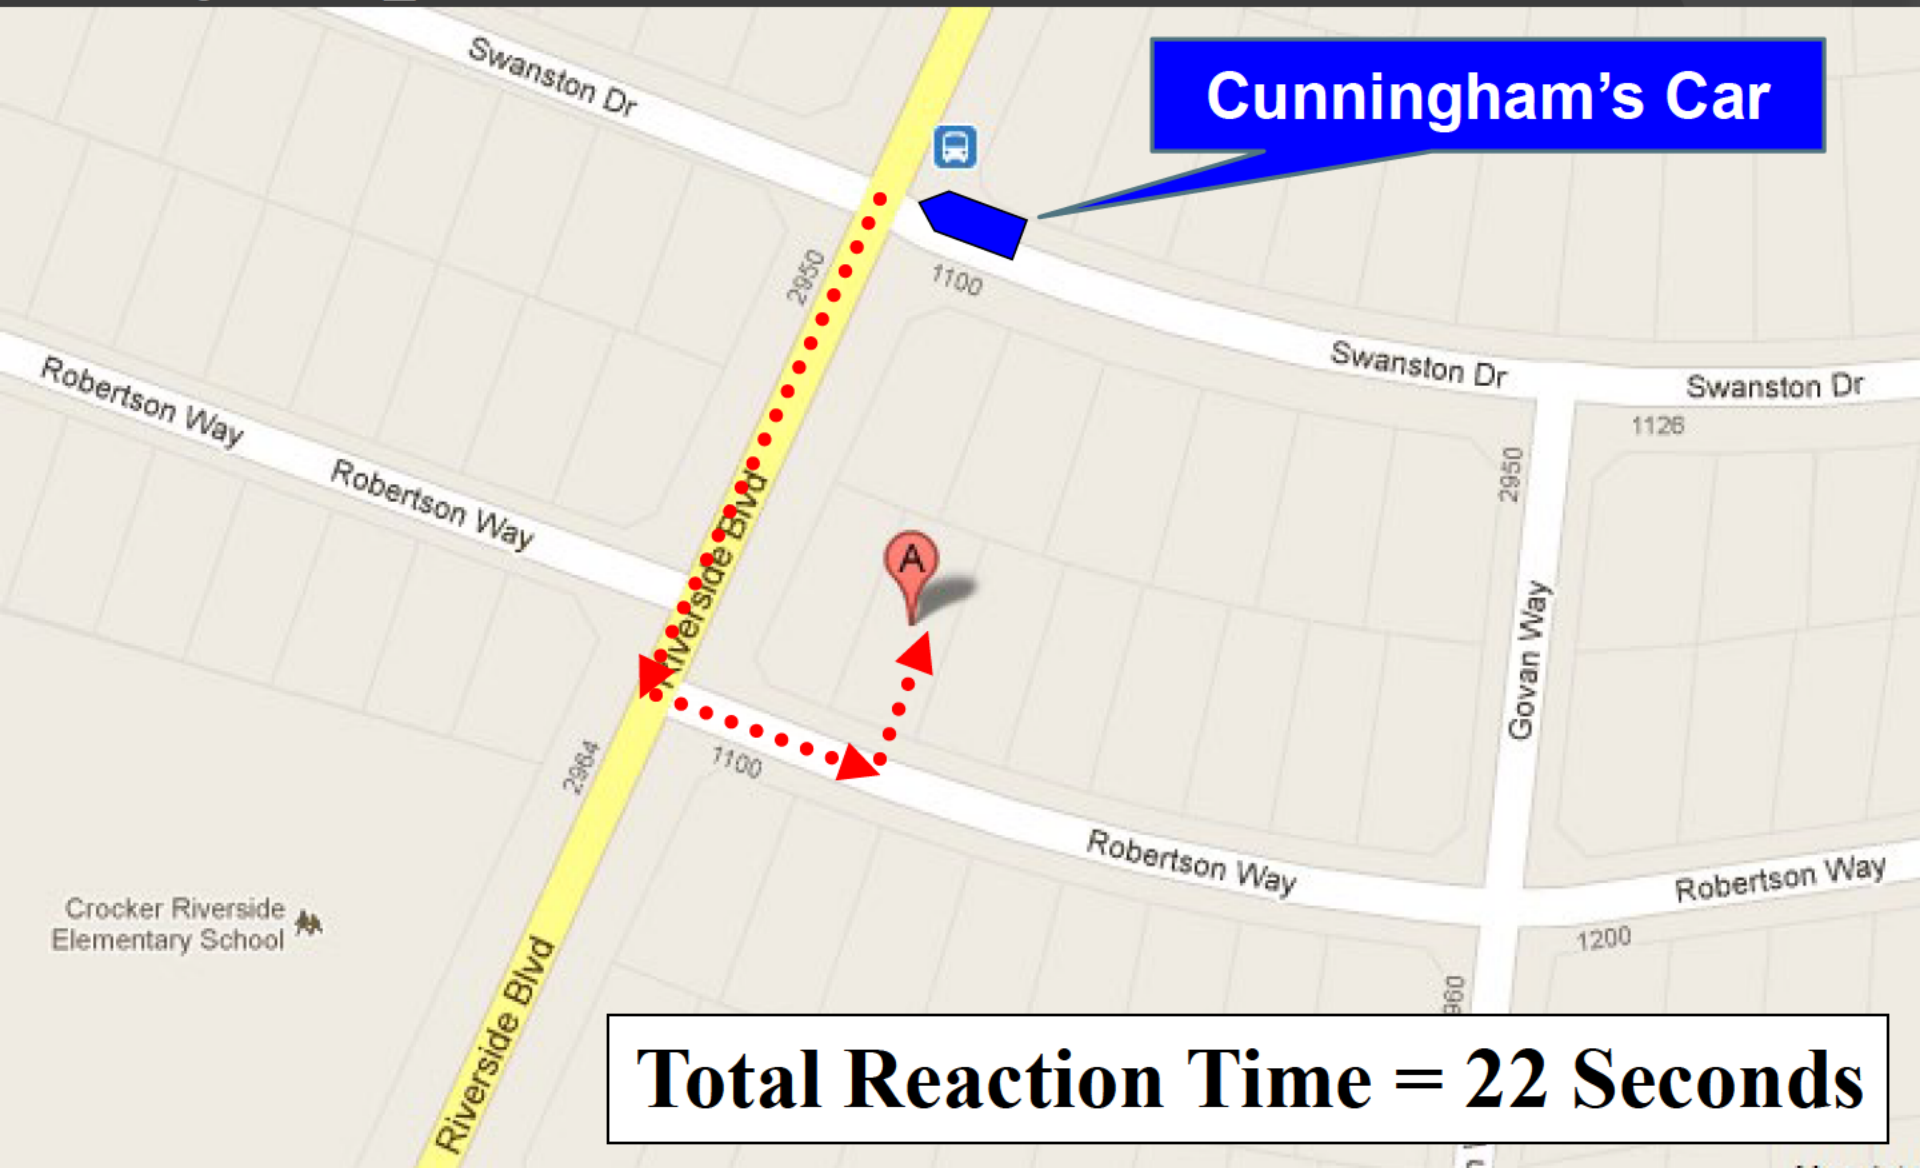 Swanston Dr
Cunningham's Car
2950
1100
Swanston Dr
Swanston Dr
1126
Robertson Way
Robertson Way
2950
Riverside Blvd
A
Govan Way
2964
1100
Robertson Way
Robertson Way
Crocker Riverside
Elementary School
1200
Riverside Blvd
Total Reaction Time = 22 Seconds